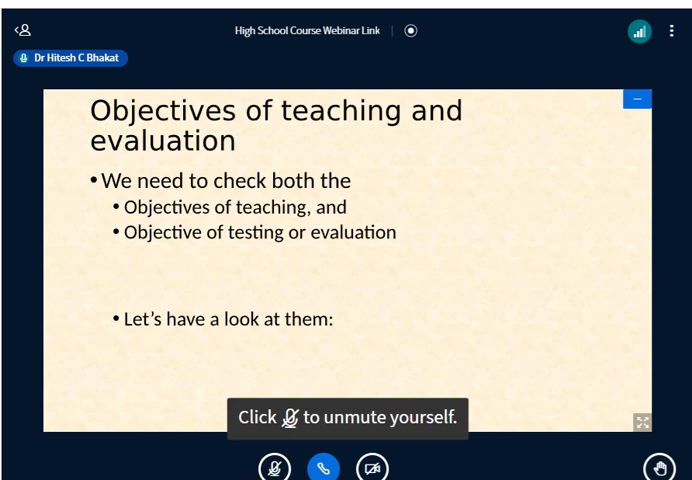 High School Course Webinar Link
Dr Hitesh C Bhakat
Objectives of teaching and
evaluation
• We need to check both the
• Objectives of teaching, and
• Objective of testing or evaluation
• Let's have a look at them:
Click to unmute yourself.